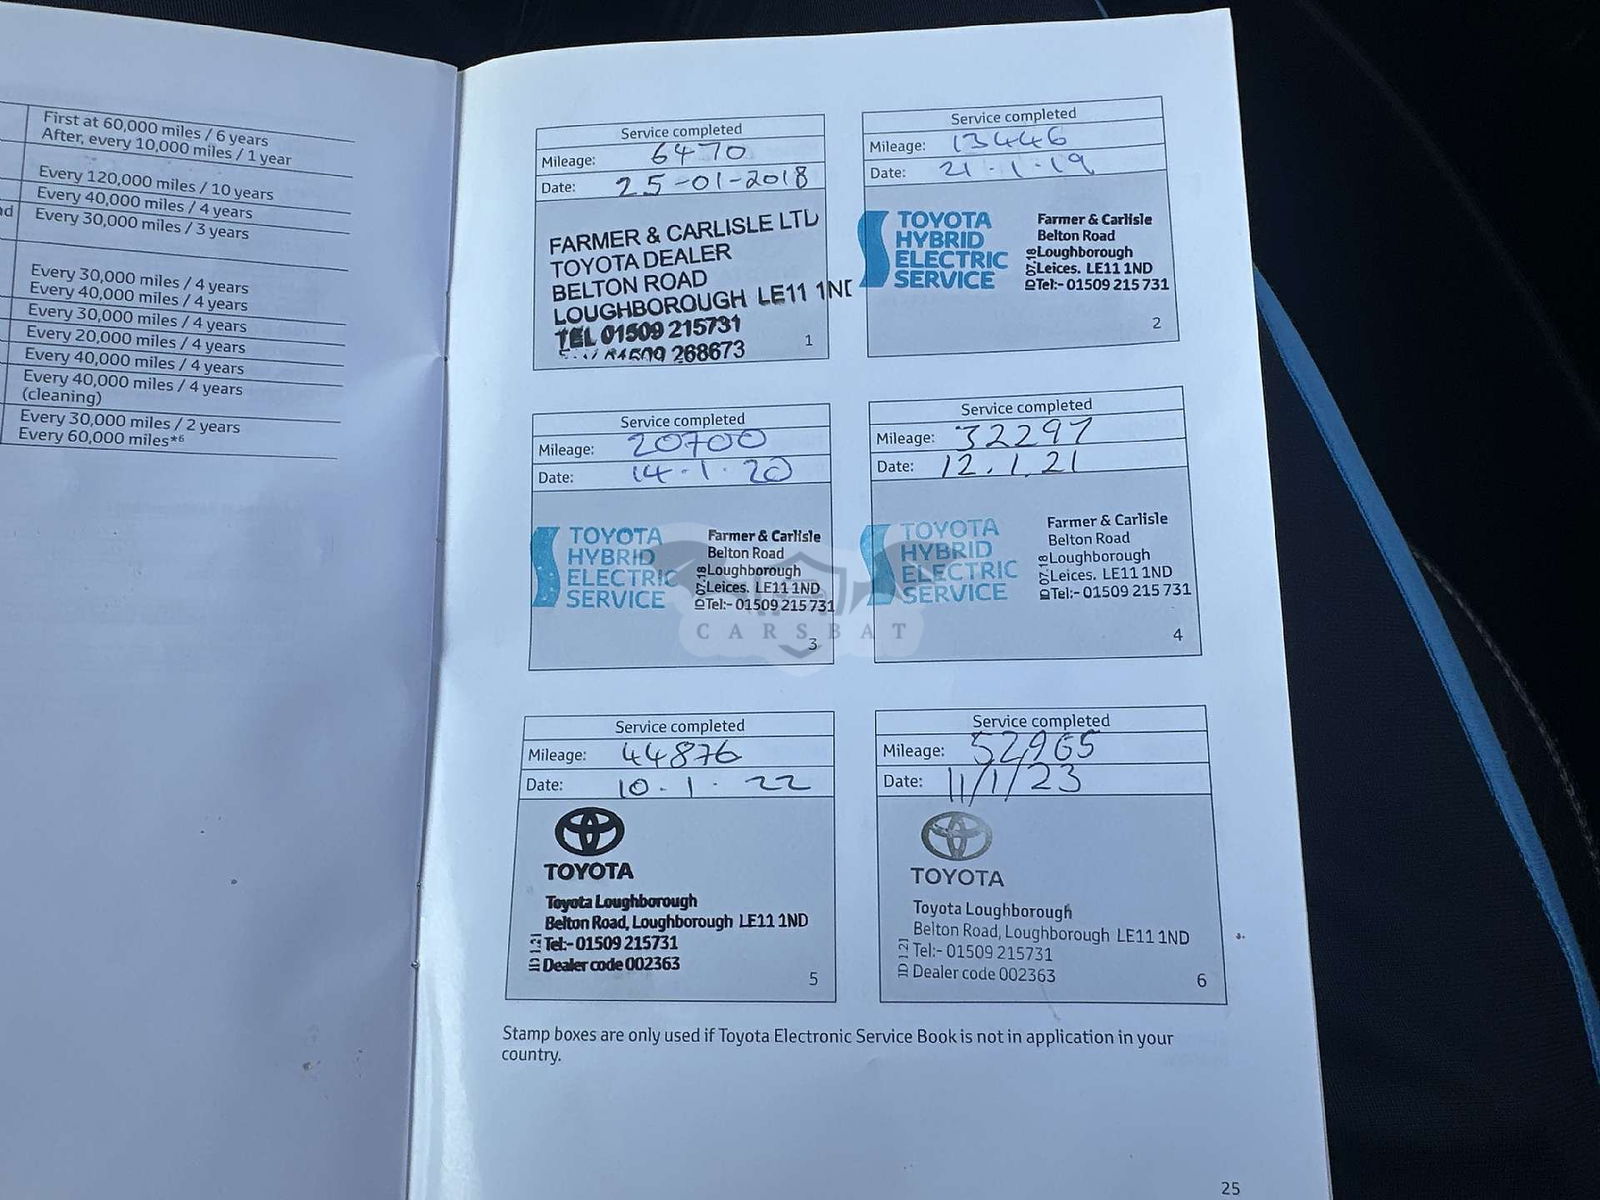 First at 60,000 miles / 6 years
After, every 10,000 miles / 1 year
Every 120,000 miles / 10 years
Every 40,000 miles / 4 years
nd Every 30,000 miles / 3 years
Every 30,000 miles / 4 years
Every 40,000 miles / 4 years
Every 30,000 miles / 4 years
Every 20,000 miles / 4 years
Every 40,000 miles / 4 years
Every 40,000 miles / 4 years
(cleaning)
Every 30,000 miles / 2 years
Every 60,000 miles*6
Service completed
Mileage: 6470
Date: 25-01-2018
FARMER & CARLISLE LTD
TOYOTA DEALER
BELTON ROAD
LOUGHBOROUGH LE11 1ND
TEL 01509 215731
268673
1
Service completed
Mileage: 13446
Date: 21.1.19
TOYOTA
HYBRID
ELECTRIC
SERVICE
Farmer & Carlisle
Belton Road
Loughborough
Leices. LE11 1ND
Tel:- 01509 215 731
ID 07-18
2
Service completed
Mileage: 20700
Date: 14.1.20
TOYOTA
HYBRID
ELECTRIC
SERVICE
Farmer & Carlisle
Belton Road
Loughborough
Leices. LE11 1ND
Tel:- 01509 215 731
ID 07-18
3
Service completed
Mileage: 32297
Date: 12.1.21
TOYOTA
HYBRID
ELECTRIC
SERVICE
Farmer & Carlisle
Belton Road
Loughborough
Leices. LE11 1ND
Tel:- 01509 215 731
ID 07-18
4
CARSBAT
Service completed
Mileage: 44876
Date: 10.1.22
TOYOTA
Toyota Loughborough
Belton Road, Loughborough LE11 1ND
Tel:- 01509 215731
Dealer code 002363
5
Service completed
Mileage: 52965
Date: 11/1/23
TOYOTA
Toyota Loughborough
Belton Road, Loughborough LE11 1ND
Tel:- 01509 215731
Dealer code 002363
6
Stamp boxes are only used if Toyota Electronic Service Book is not in application in your
country.
25